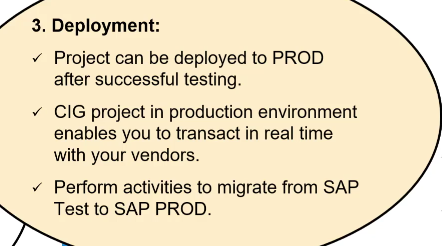 3. Deployment:
✓ Project can be deployed to PROD
after successful testing.
✓ CIG project in production environment
enables you to transact in real time
with your vendors.
✓ Perform activities to migrate from SAP
Test to SAP PROD.